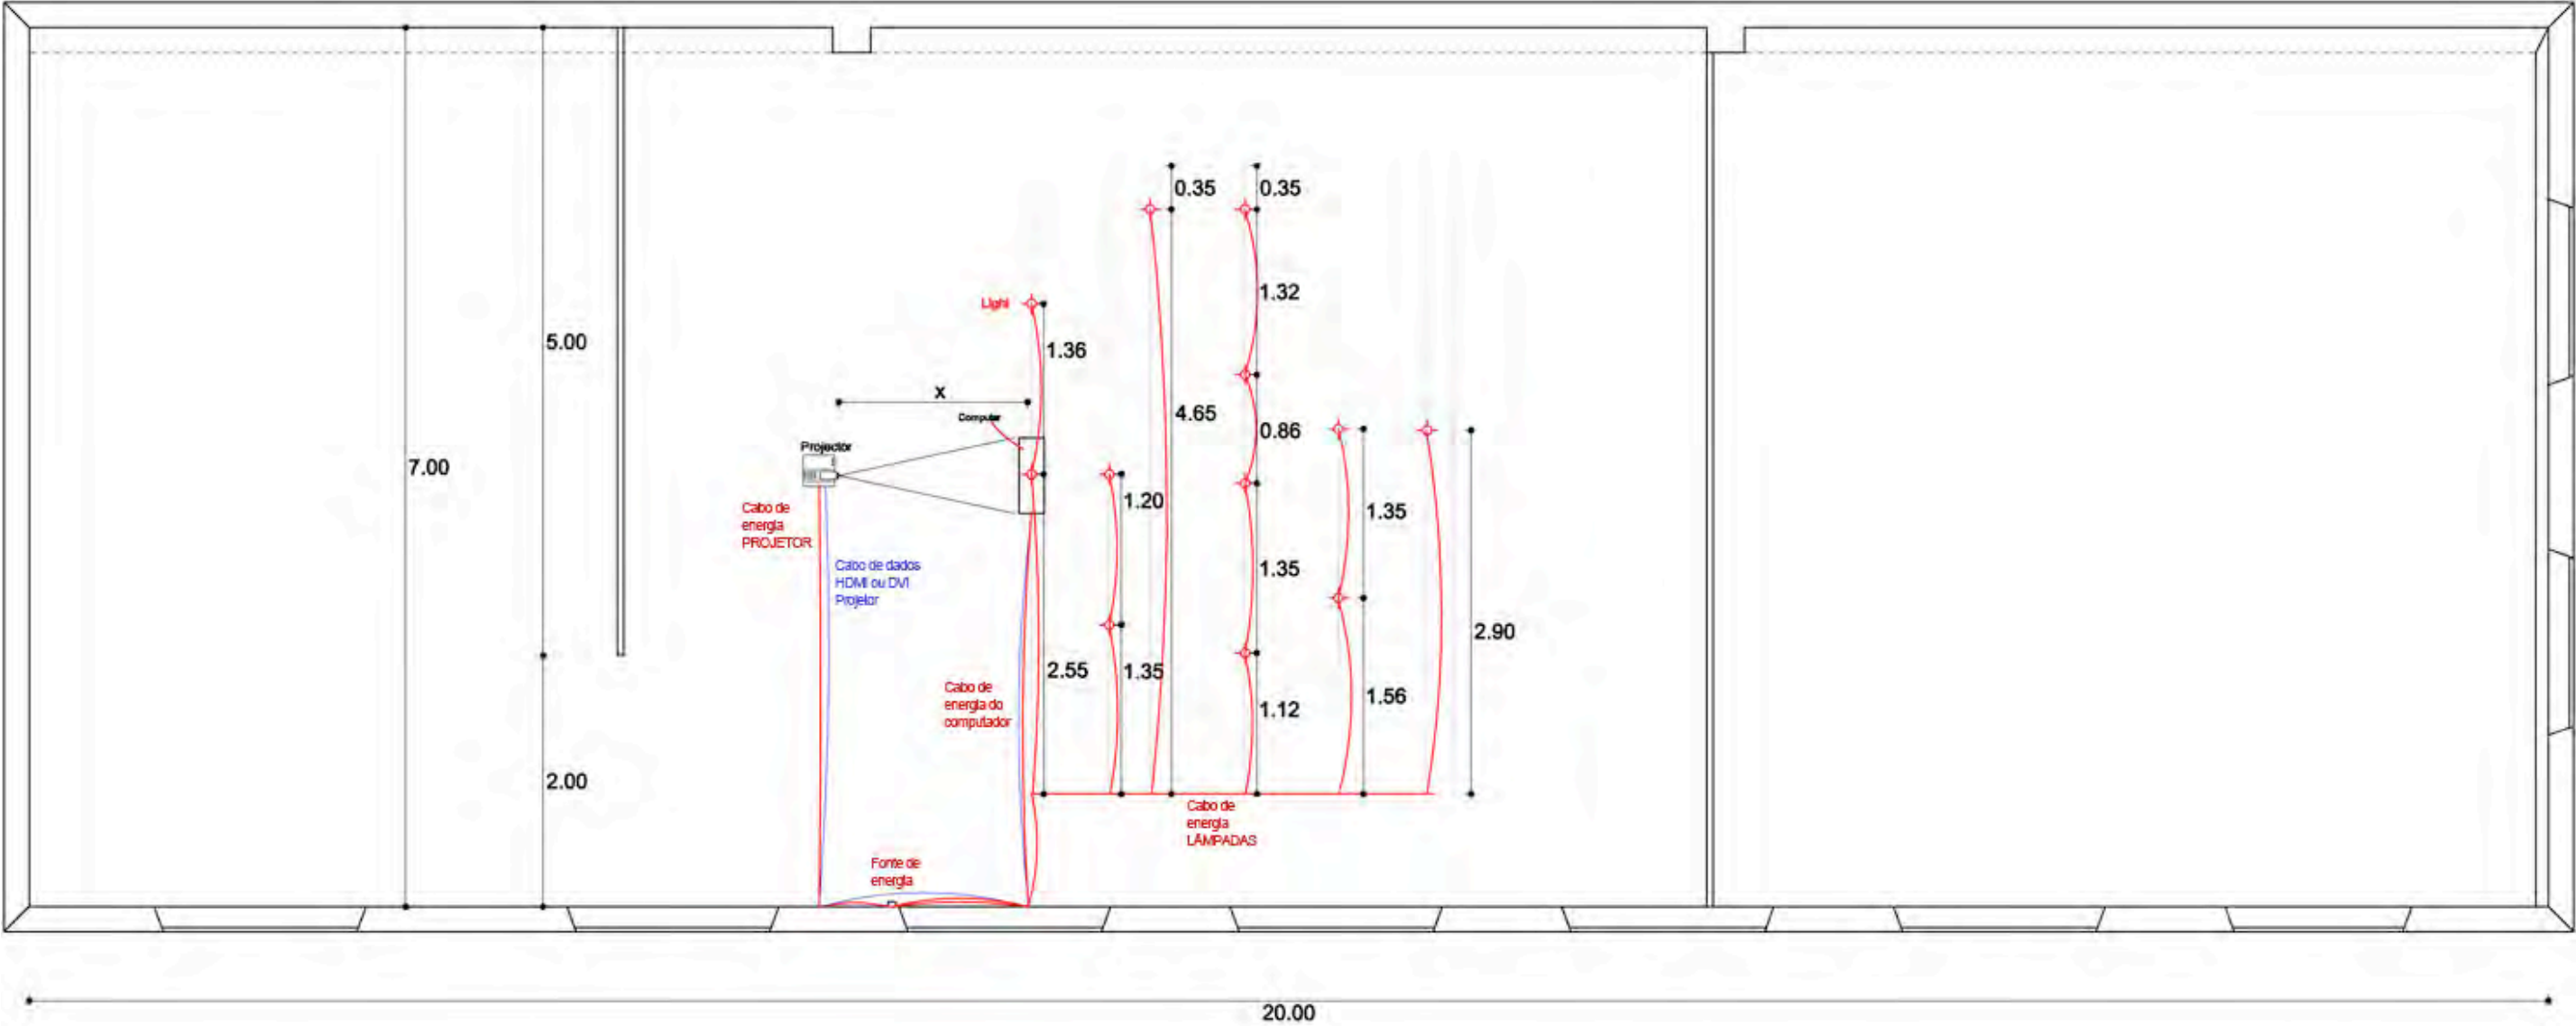 0.35
0.35
1.32
Light
5.00
1.36
X
4.65
Computer
0.86
Projector
7.00
1.20
1.35
Cabo de
energia
PROJETOR
Cabo de dados
HDMI ou DVI
Projetor
1.35
2.90
2.55
1.35
Cabo de
energia do
computador
1.56
1.12
2.00
Cabo de
energia
LÂMPADAS
Fonte de
energia
20.00